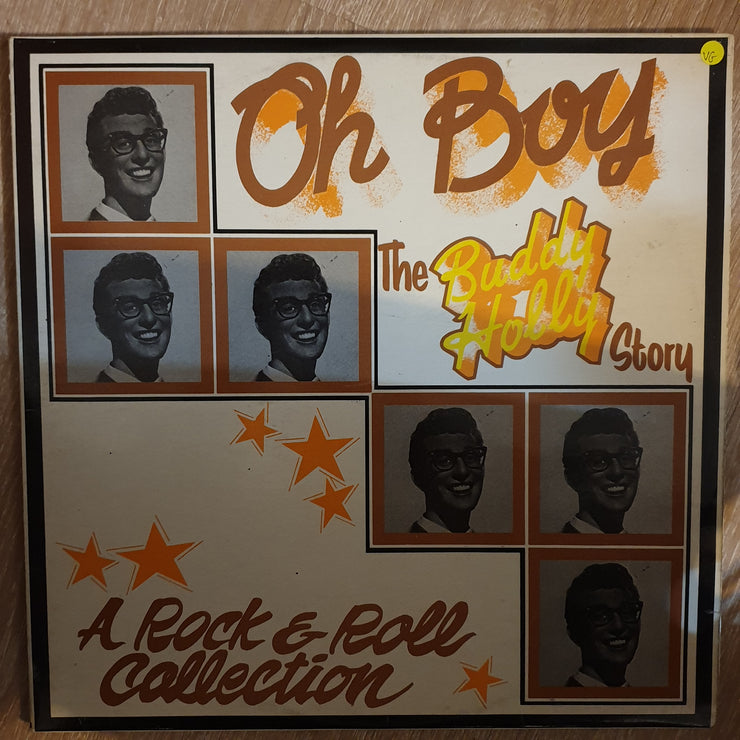 VG
Oh Boy
The Buddy
Holly Story
A Rock & Roll
Collection